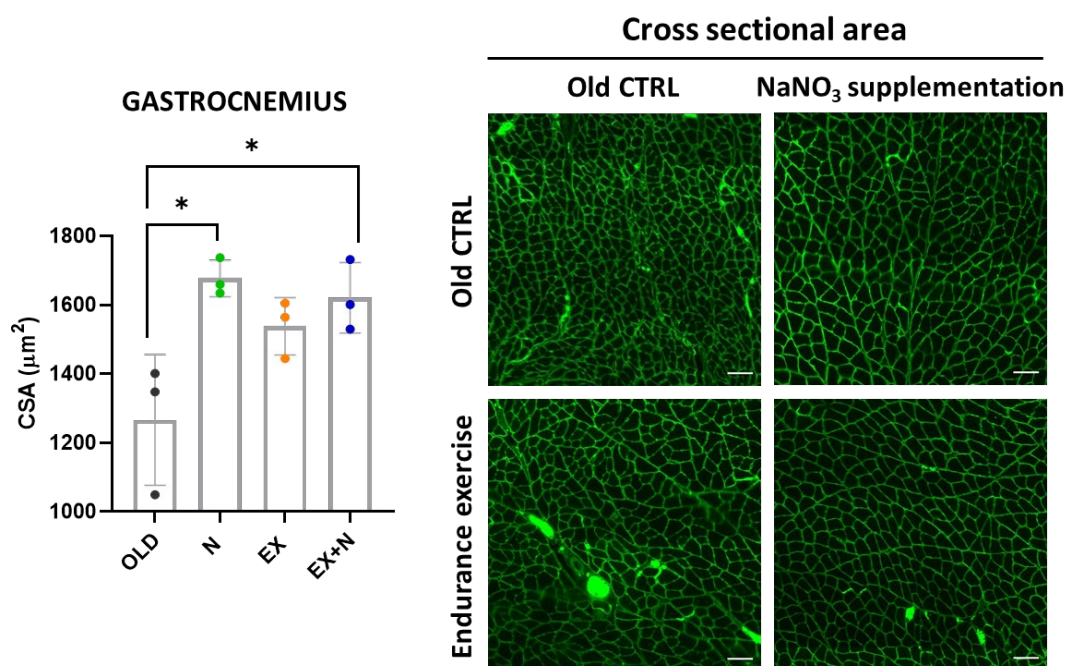 Cross sectional area
Old CTRL
NaNO₃ supplementation
GASTROCNEMIUS
*
*
CSA (µm²)
1800
1600
1400
1200
1000
OLD
N
EX
EX+N
Old CTRL
Endurance exercise